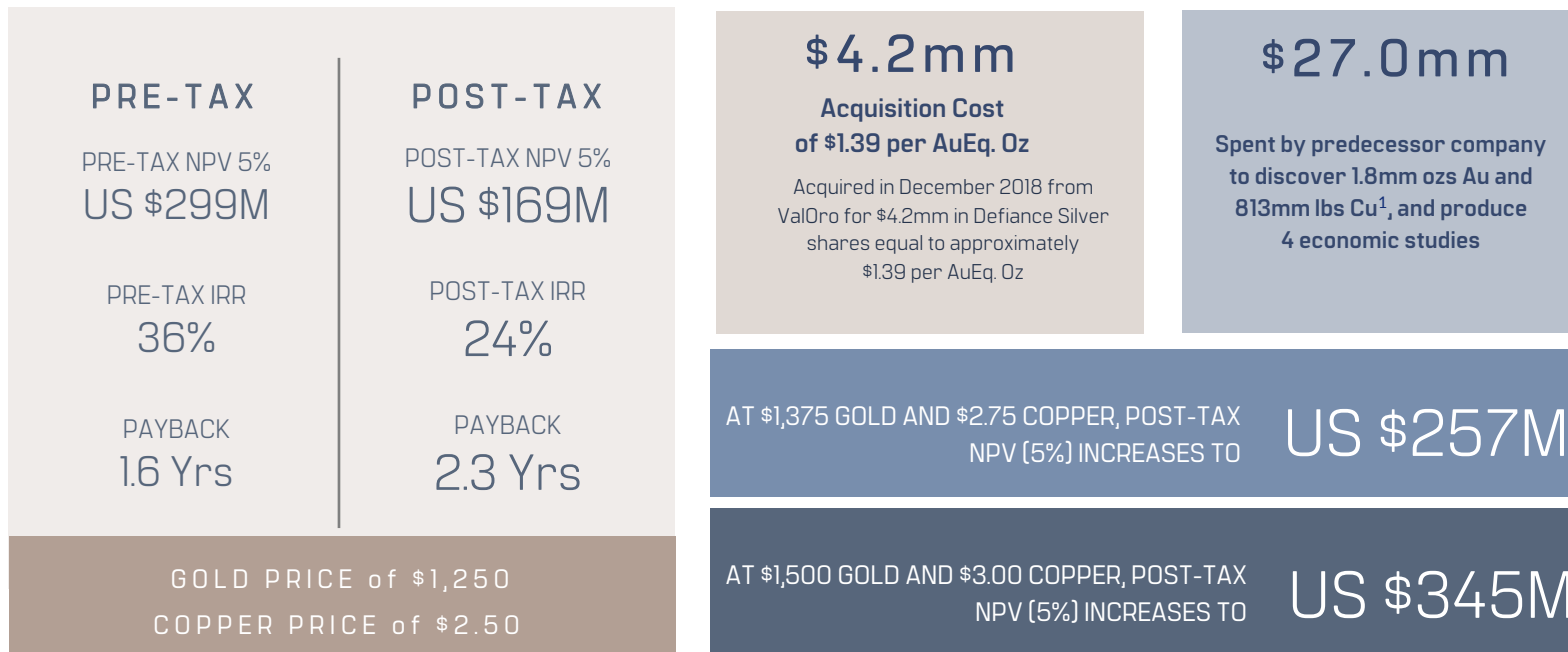 PRE-TAX
PRE-TAX NPV 5%
US $299M
PRE-TAX IRR
36%
PAYBACK
1.6 Yrs
POST-TAX
POST-TAX NPV 5%
US $169M
POST-TAX IRR
24%
PAYBACK
2.3 Yrs
GOLD PRICE of $1,250
COPPER PRICE of $2.50
$4.2mm
Acquisition Cost
of $1.39 per AuEq. Oz
Acquired in December 2018 from
ValOro for $4.2mm in Defiance Silver
shares equal to approximately
$1.39 per AuEq. Oz
$27.0mm
Spent by predecessor company
to discover 1.8mm ozs Au and
813mm lbs Cu¹, and produce
4 economic studies
AT $1,375 GOLD AND $2.75 COPPER, POST-TAX
NPV (5%) INCREASES TO
US $257M
AT $1,500 GOLD AND $3.00 COPPER, POST-TAX
NPV (5%) INCREASES TO
US $345M